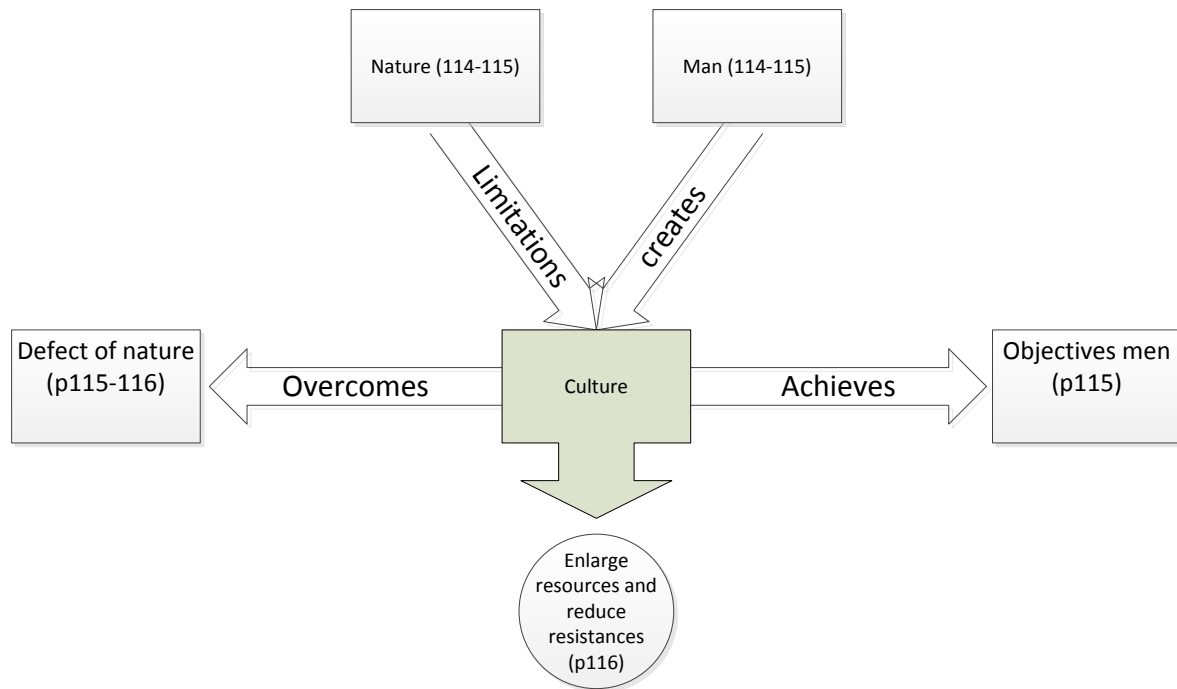 Nature (114-115)
Man (114-115)
Limitations
creates
Defect of nature
(p115-116)
Overcomes
Culture
Achieves
Objectives men
(p115)
Enlarge
resources and
reduce
resistances
(p116)